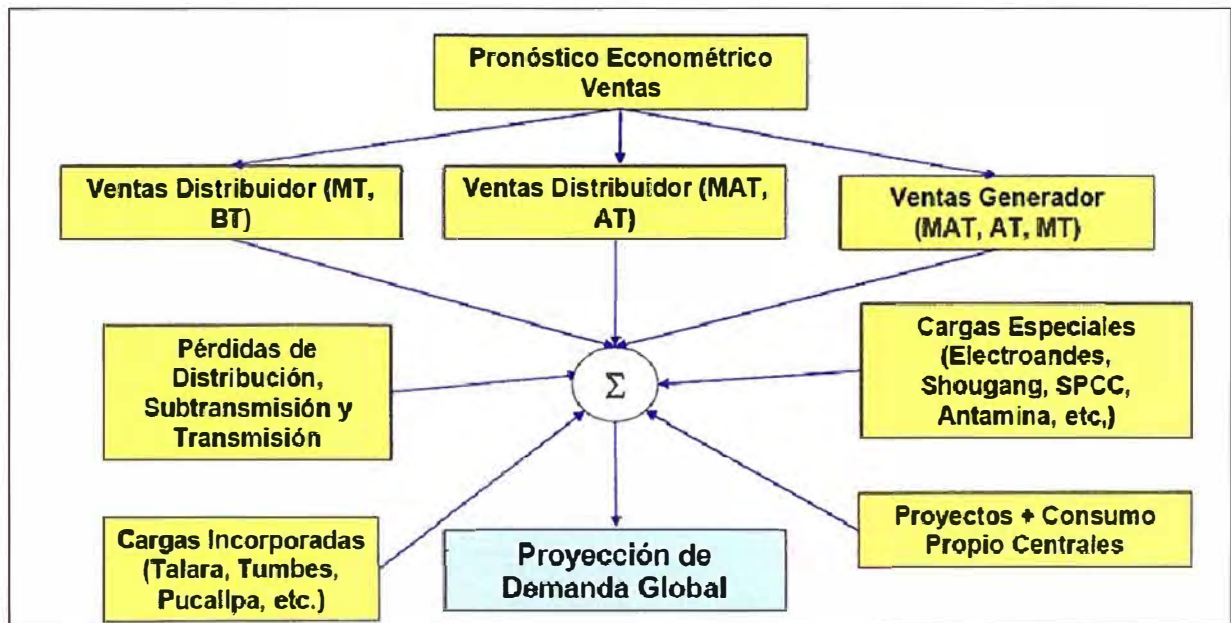 Pronóstico Econométrico
Ventas
Ventas Distribuidor (MT,
BT)
Ventas Distribuidor (MAT,
AT)
Ventas Generador
(MAT, AT, MT)
Pérdidas de
Distribución,
Subtransmisión y
Transmisión
Σ
Cargas Especiales
(Electroandes,
Shougang, SPCC,
Antamina, etc,)
Cargas Incorporadas
(Talara, Tumbes,
Pucallpa, etc.)
Proyección de
Demanda Global
Proyectos + Consumo
Propio Centrales